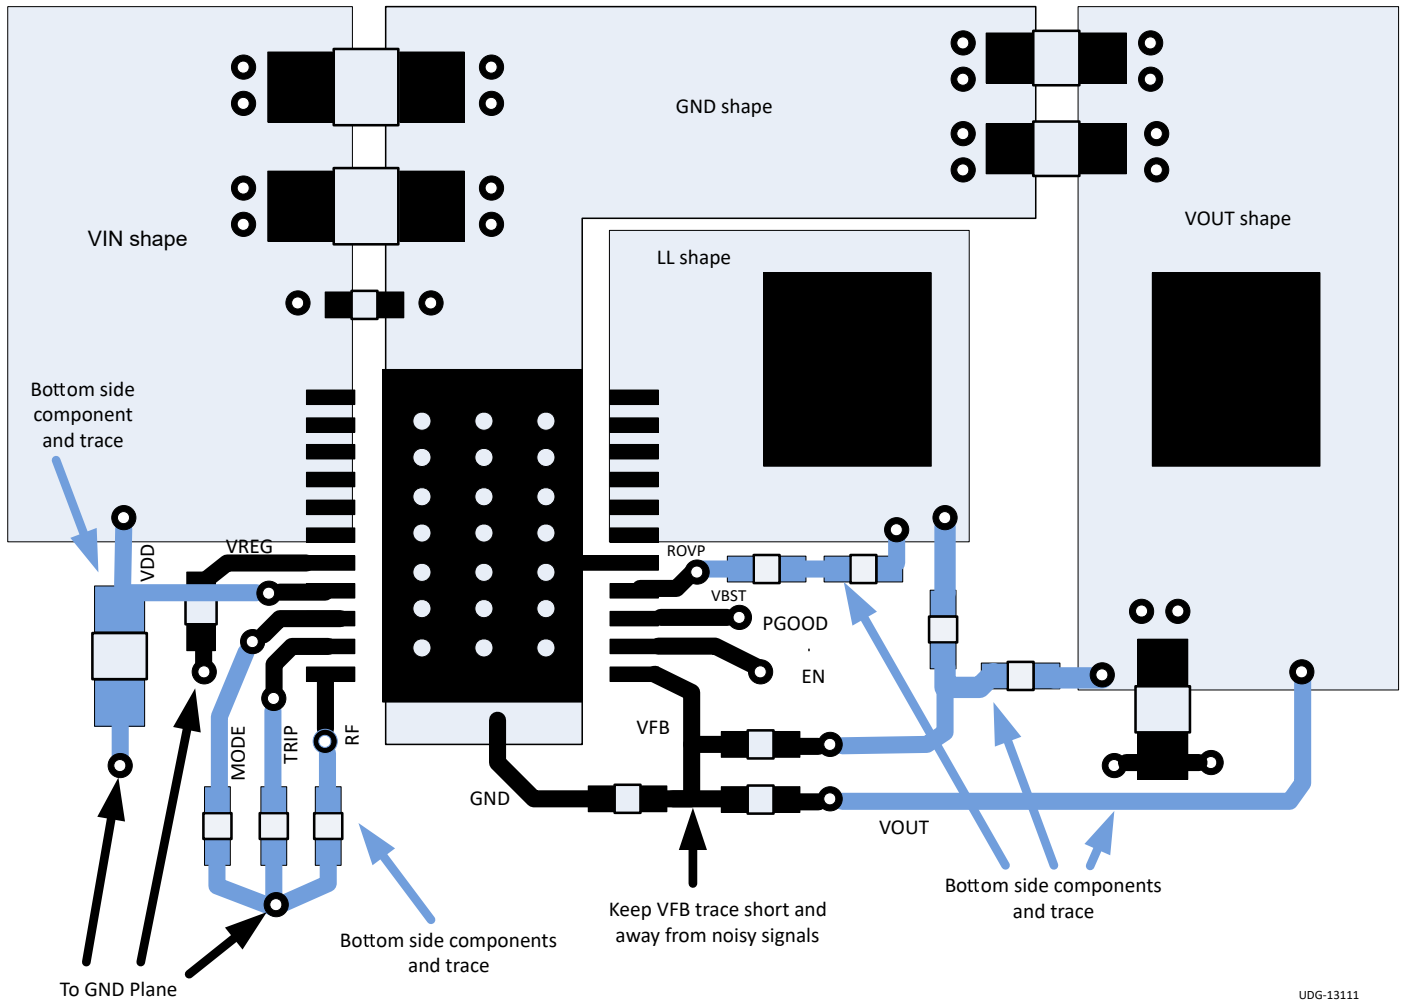 GND shape
VIN shape
VOUT shape
LL shape
Bottom side
component
and trace
VDD
VREG
ROVP
VBST
PGOOD
EN
VFB
MODE
TRIP
RF
GND
VOUT
Bottom side components
and trace
Keep VFB trace short and
away from noisy signals
Bottom side components
and trace
To GND Plane
UDG-13111